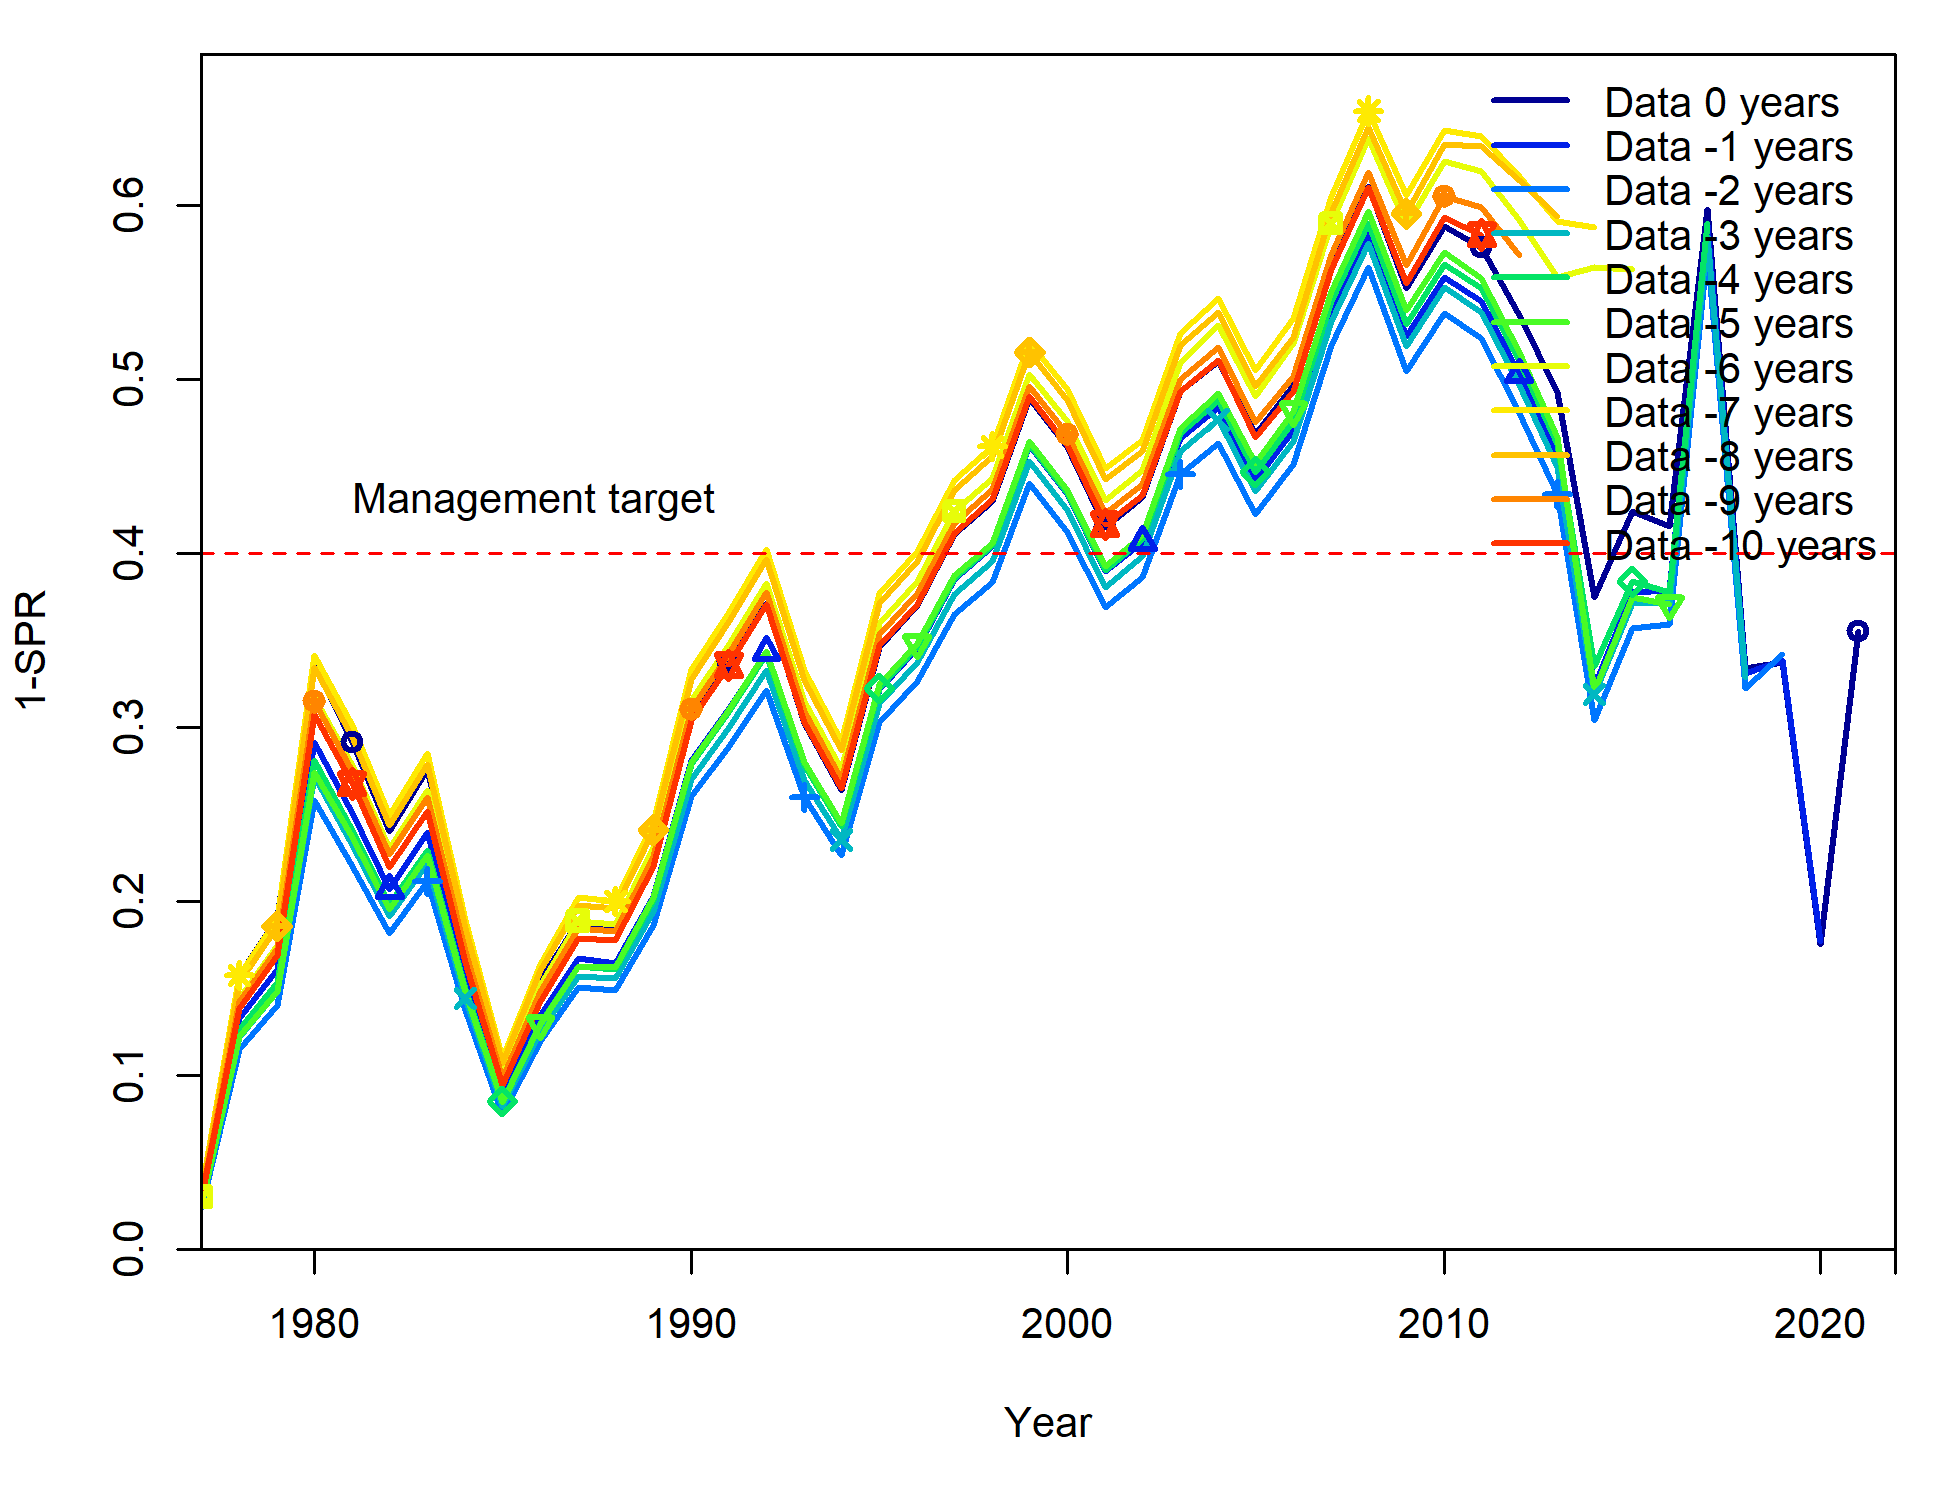 Data 0 years
Data -1 years
Data -2 years
Data -3 years
Data -4 years
Data -5 years
Data -6 years
Data -7 years
Data -8 years
Data -9 years
Data -10 years
Management target
1-SPR
0.6
0.5
0.4
0.3
0.2
0.1
0.0
1980 1990 2000 2010 2020
Year